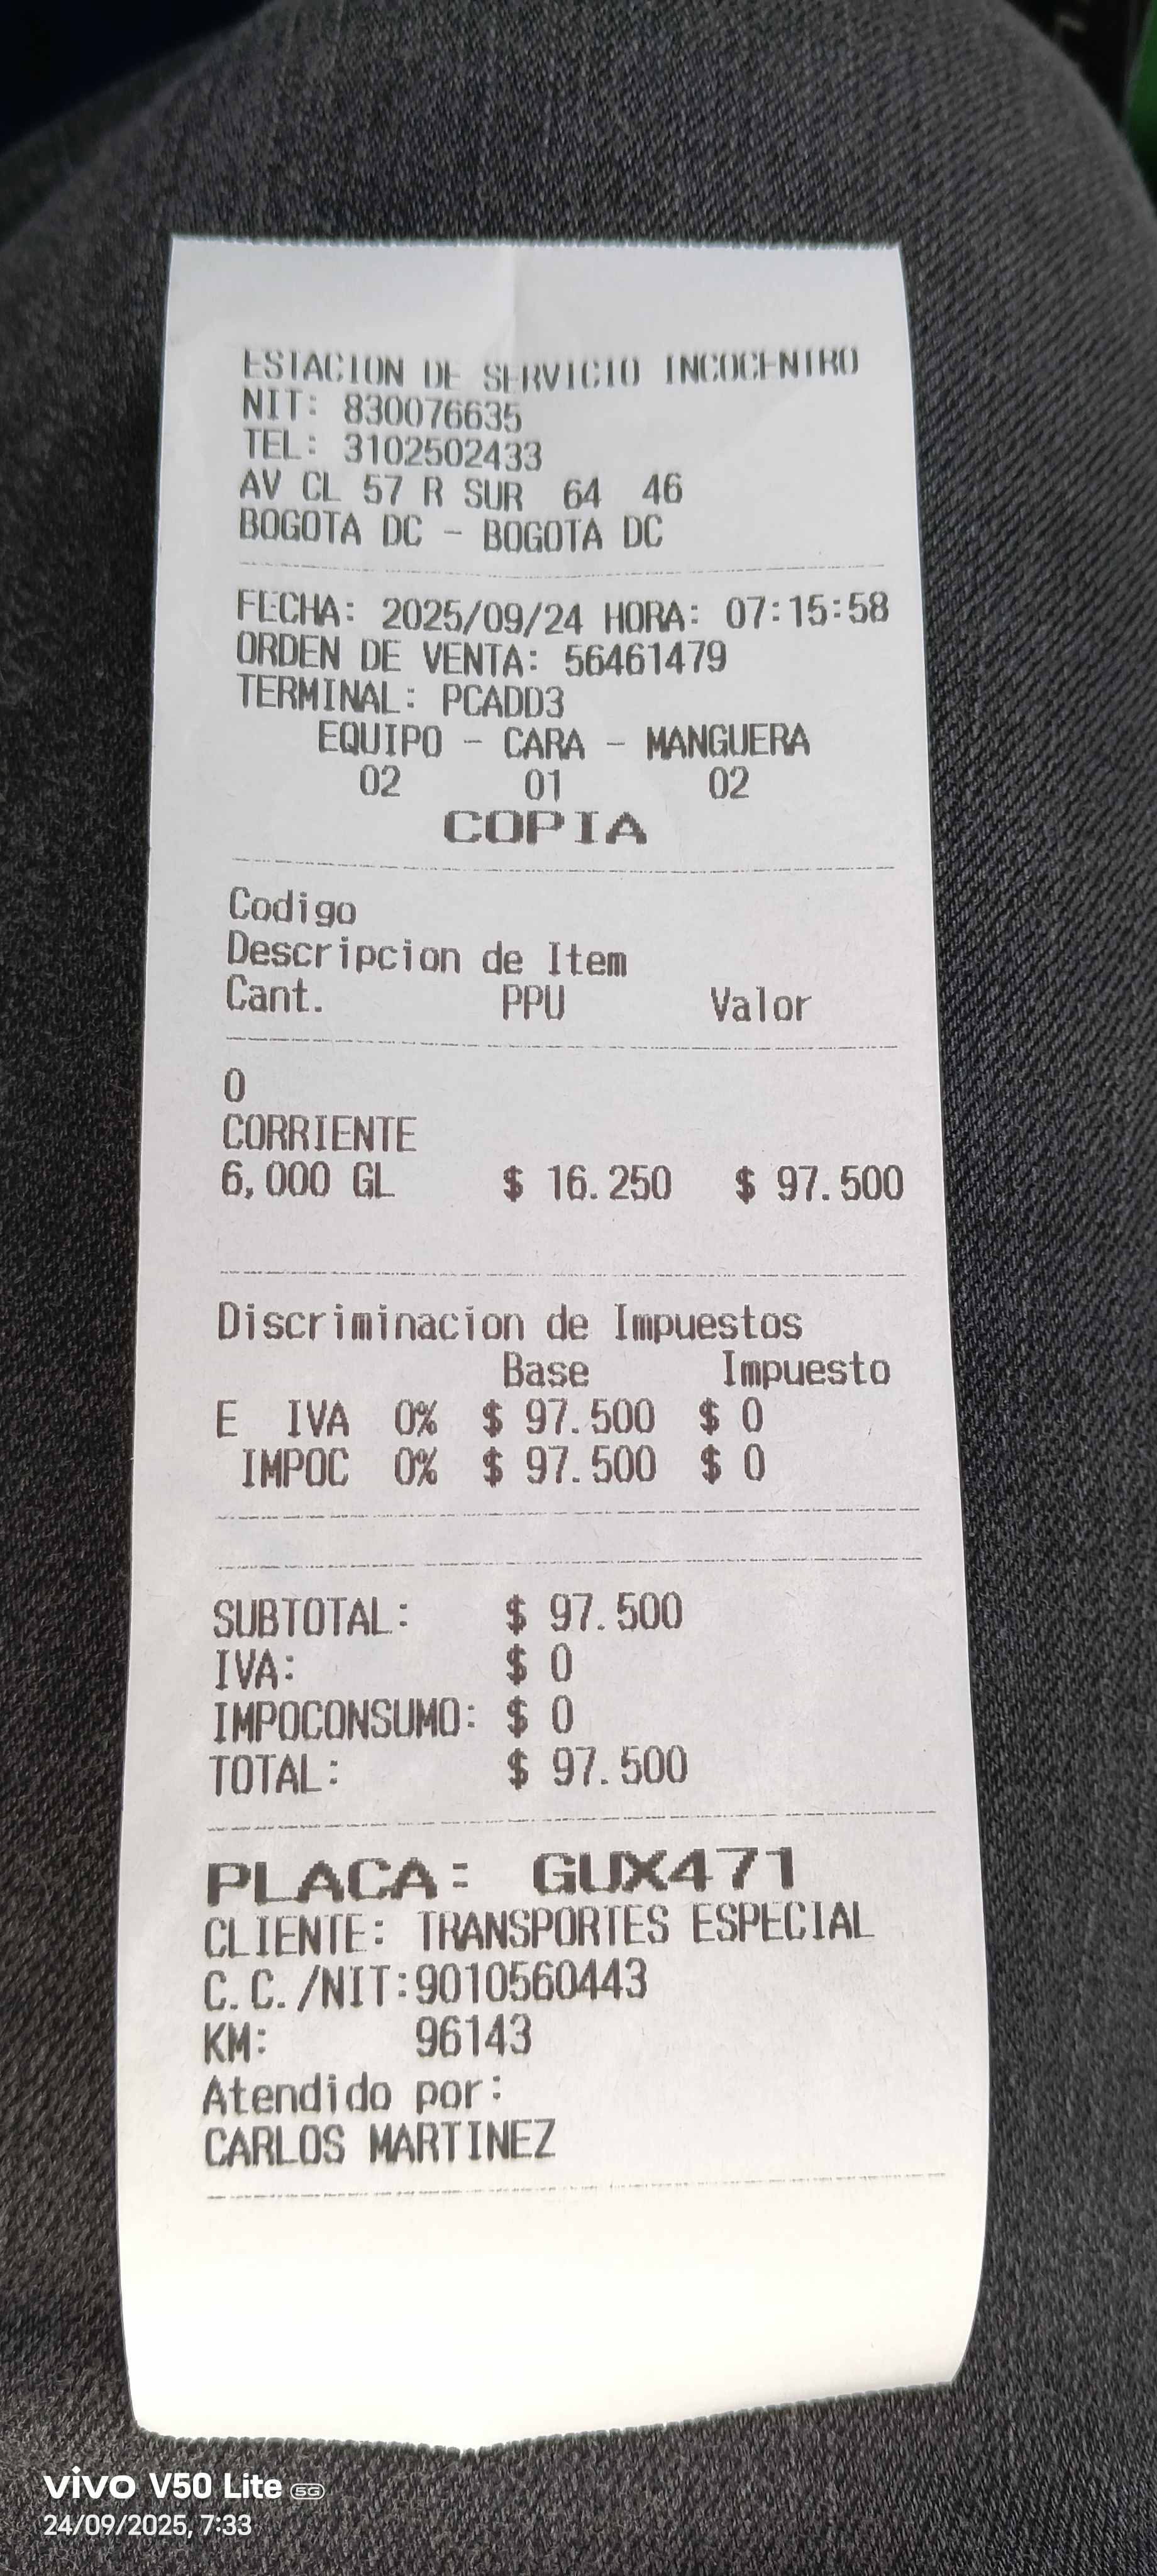 ESTACION DE SERVICIO INCOCENTRO
NIT: 830076635
TEL: 3102502433
AV CL 57 R SUR 64 46
BOGOTA DC - BOGOTA DC
FECHA: 2025/09/24 HORA: 07:15:58
ORDEN DE VENTA: 56461479
TERMINAL: PCADD3
EQUIPO - CARA - MANGUERA
02 01 02
COPIA
Codigo
Descripcion de Item
Cant. PPU Valor
0
CORRIENTE
6,000 GL $ 16.250 $ 97.500
Discriminacion de Impuestos
Base Impuesto
E IVA 0% $ 97.500 $ 0
IMPOC 0% $ 97.500 $ 0
SUBTOTAL: $ 97.500
IVA: $ 0
IMPOCONSUMO: $ 0
TOTAL: $ 97.500
PLACA: GUX471
CLIENTE: TRANSPORTES ESPECIAL
C.C./NIT:9010560443
KM: 96143
Atendido por:
CARLOS MARTINEZ
vivo V50 Lite 5G
24/09/2025, 7:33